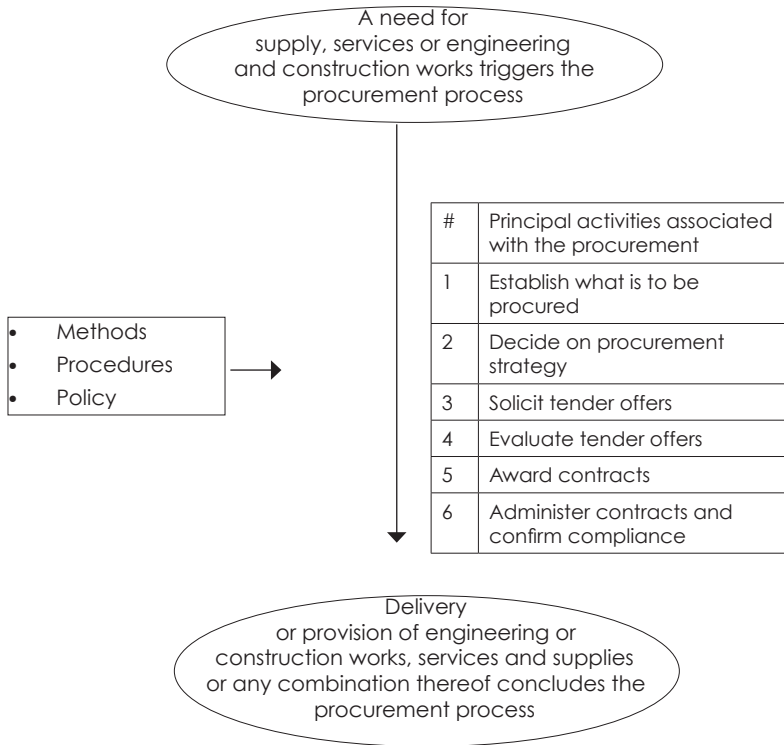 A need for
supply, services or engineering
and construction works triggers the
procurement process
# Principal activities associated
with the procurement
1 Establish what is to be
procured
2 Decide on procurement
strategy
3 Solicit tender offers
4 Evaluate tender offers
5 Award contracts
6 Administer contracts and
confirm compliance
• Methods
• Procedures
• Policy
Delivery
or provision of engineering or
construction works, services and supplies
or any combination thereof concludes the
procurement process